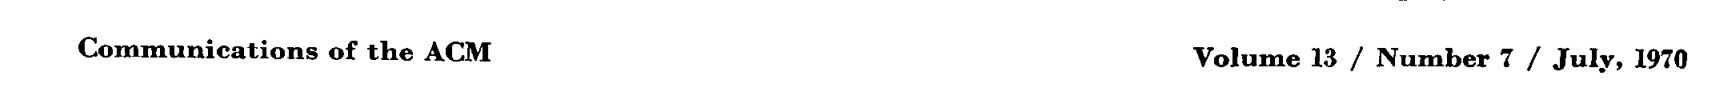 Communications of the ACM
Volume 13 / Number 7 / July, 1970